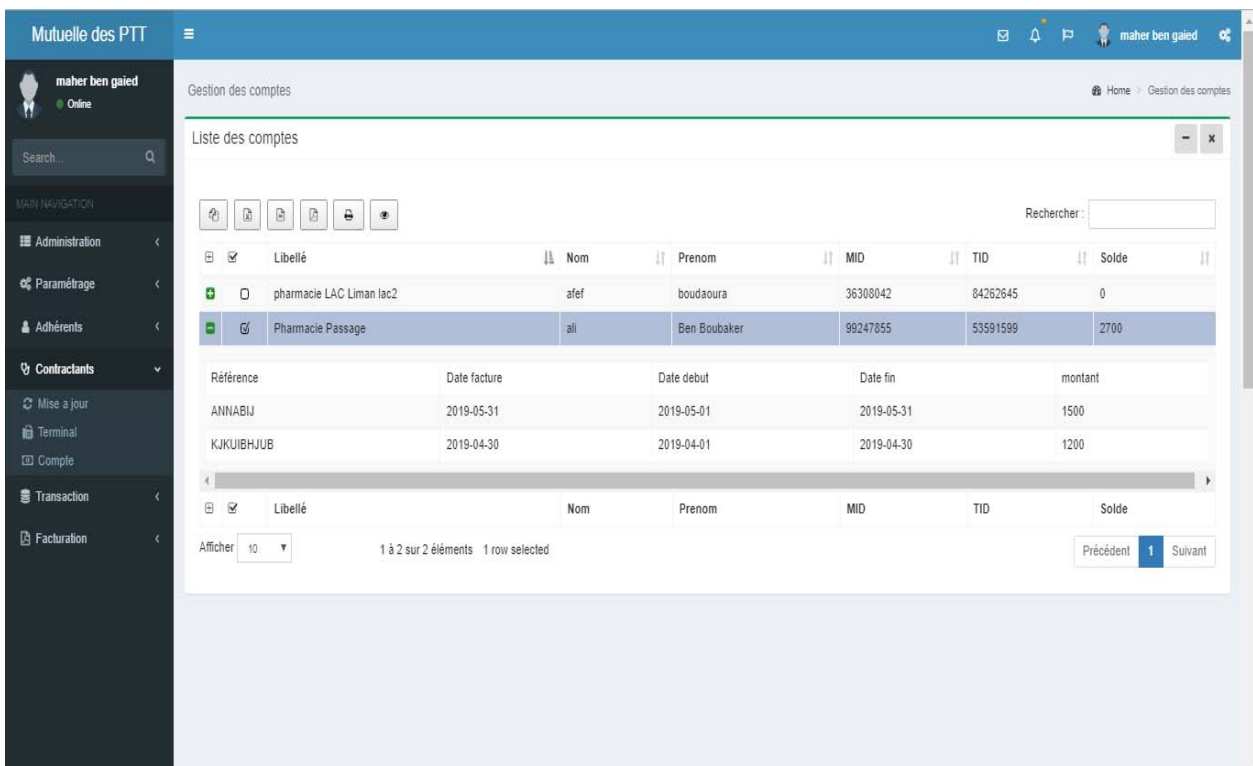 Mutuelle des PTT
maher ben gaied
maher ben gaied
Online
Gestion des comptes
Home > Gestion des comptes
Search...
Liste des comptes
MAIN NAVIGATION
Administration
Paramétrage
Adhérents
Contractants
Mise a jour
Terminal
Compte
Transaction
Facturation
Rechercher :
Libellé Nom Prenom MID TID Solde
pharmacie LAC Liman lac2 afef boudaoura 36308042 84262645 0
Pharmacie Passage ali Ben Boubaker 99247855 53591599 2700
Référence Date facture Date debut Date fin montant
ANNABIJ 2019-05-31 2019-05-01 2019-05-31 1500
KJKUIBHJUB 2019-04-30 2019-04-01 2019-04-30 1200
Libellé Nom Prenom MID TID Solde
Afficher 10 1 à 2 sur 2 éléments 1 row selected Précédent 1 Suivant